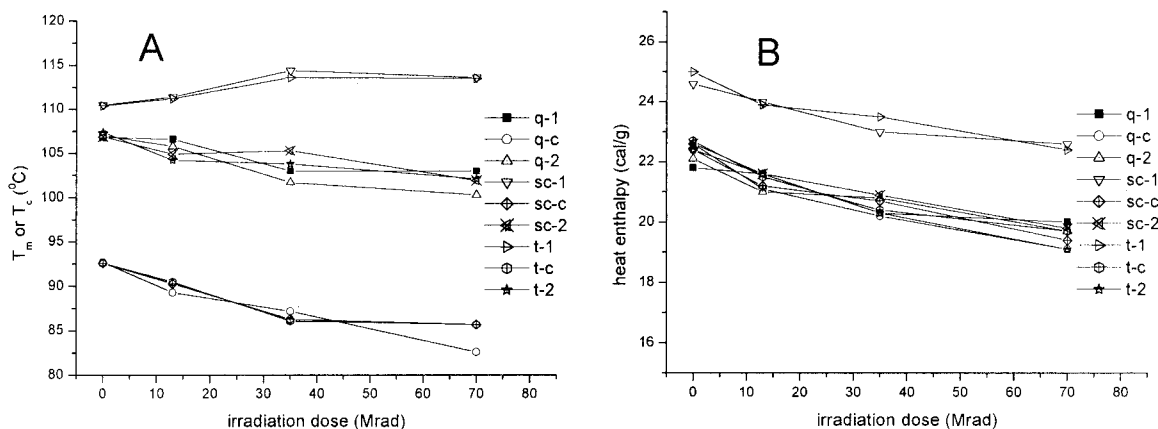 A
T_m or T_c (⁰C)
115
110
105
100
95
90
85
80
0 10 20 30 40 50 60 70 80
irradiation dose (Mrad)
q-1
q-c
q-2
sc-1
sc-c
sc-2
t-1
t-c
t-2
B
heat enthalpy (cal/g)
26
24
22
20
18
16
0 10 20 30 40 50 60 70 80
irradiation dose (Mrad)
q-1
q-c
q-2
sc-1
sc-c
sc-2
t-1
t-c
t-2